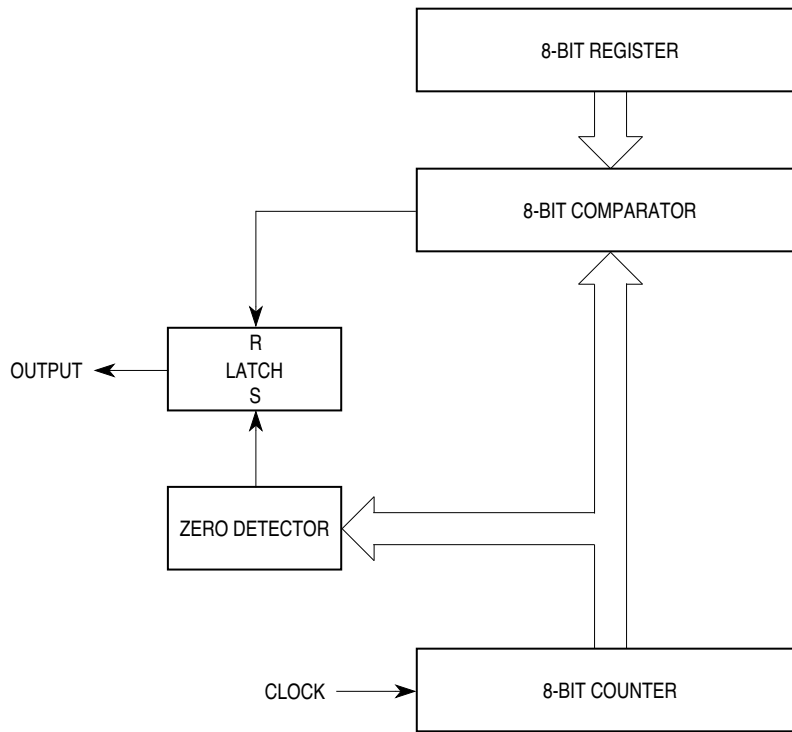 8-BIT REGISTER
8-BIT COMPARATOR
R
LATCH
S
OUTPUT
ZERO DETECTOR
CLOCK
8-BIT COUNTER